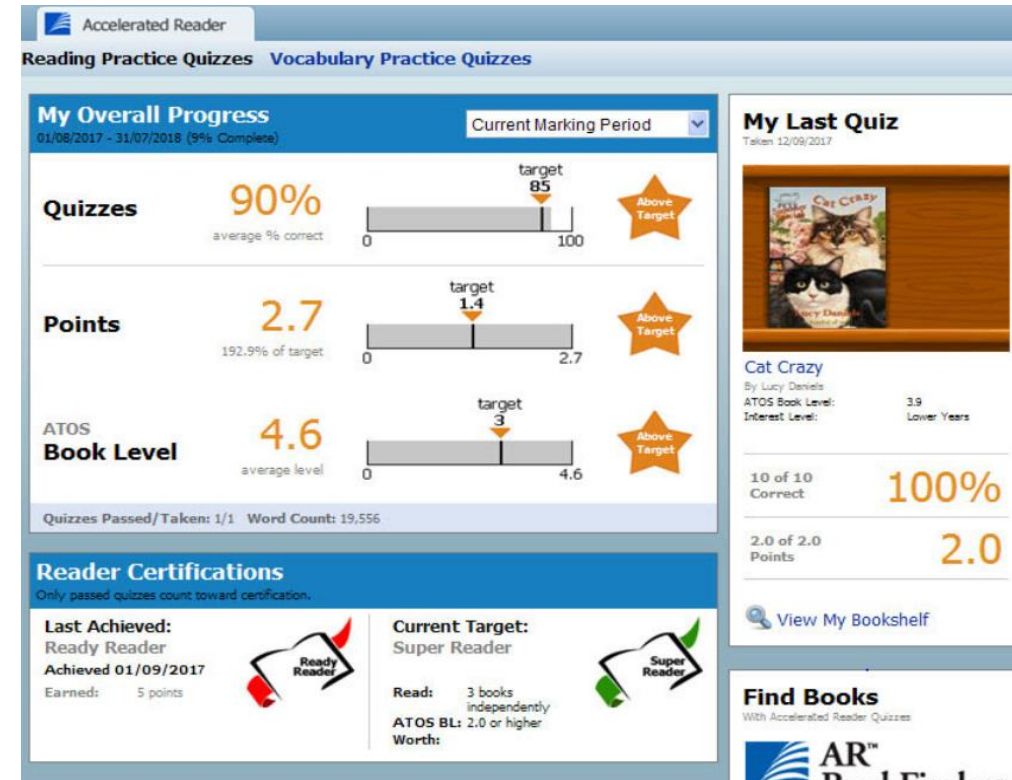 Accelerated Reader
Reading Practice Quizzes Vocabulary Practice Quizzes
My Overall Progress
01/08/2017 - 31/07/2018 (9% Complete)
Current Marking Period
Quizzes
90%
average % correct
target
85
0
100
Above
Target
Points
2.7
192.9% of target
target
1.4
0
2.7
Above
Target
ATOS
Book Level
4.6
average level
target
3
0
4.6
Above
Target
Quizzes Passed/Taken: 1/1 Word Count: 19,556
Reader Certifications
Only passed quizzes count toward certification.
Last Achieved:
Ready Reader
Achieved 01/09/2017
Earned: 5 points
Ready
Reader
Current Target:
Super Reader
Read: 3 books
independently
ATOS BL: 2.0 or higher
Worth:
Super
Reader
My Last Quiz
Taken 12/09/2017
Cat Crazy
Cat Crazy
By Lucy Daniels
ATOS Book Level: 3.9
Interest Level: Lower Years
10 of 10
Correct
100%
2.0 of 2.0
Points
2.0
View My Bookshelf
Find Books
With Accelerated Reader Quizzes
AR™